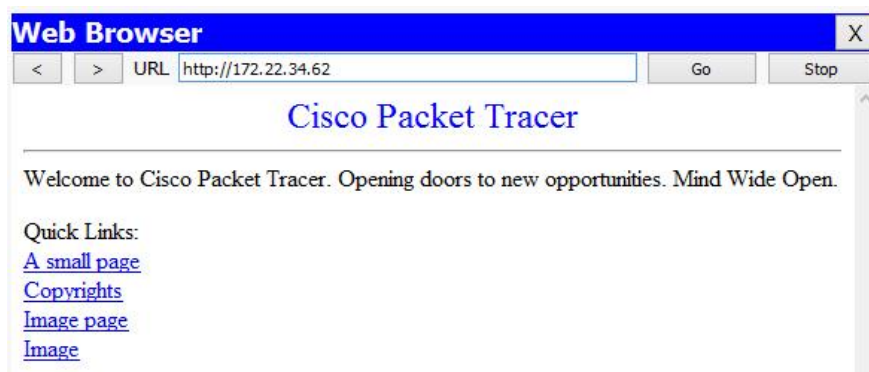 Web Browser X
< > URL http://172.22.34.62 Go Stop
Cisco Packet Tracer
Welcome to Cisco Packet Tracer. Opening doors to new opportunities. Mind Wide Open.
Quick Links:
A small page
Copyrights
Image page
Image